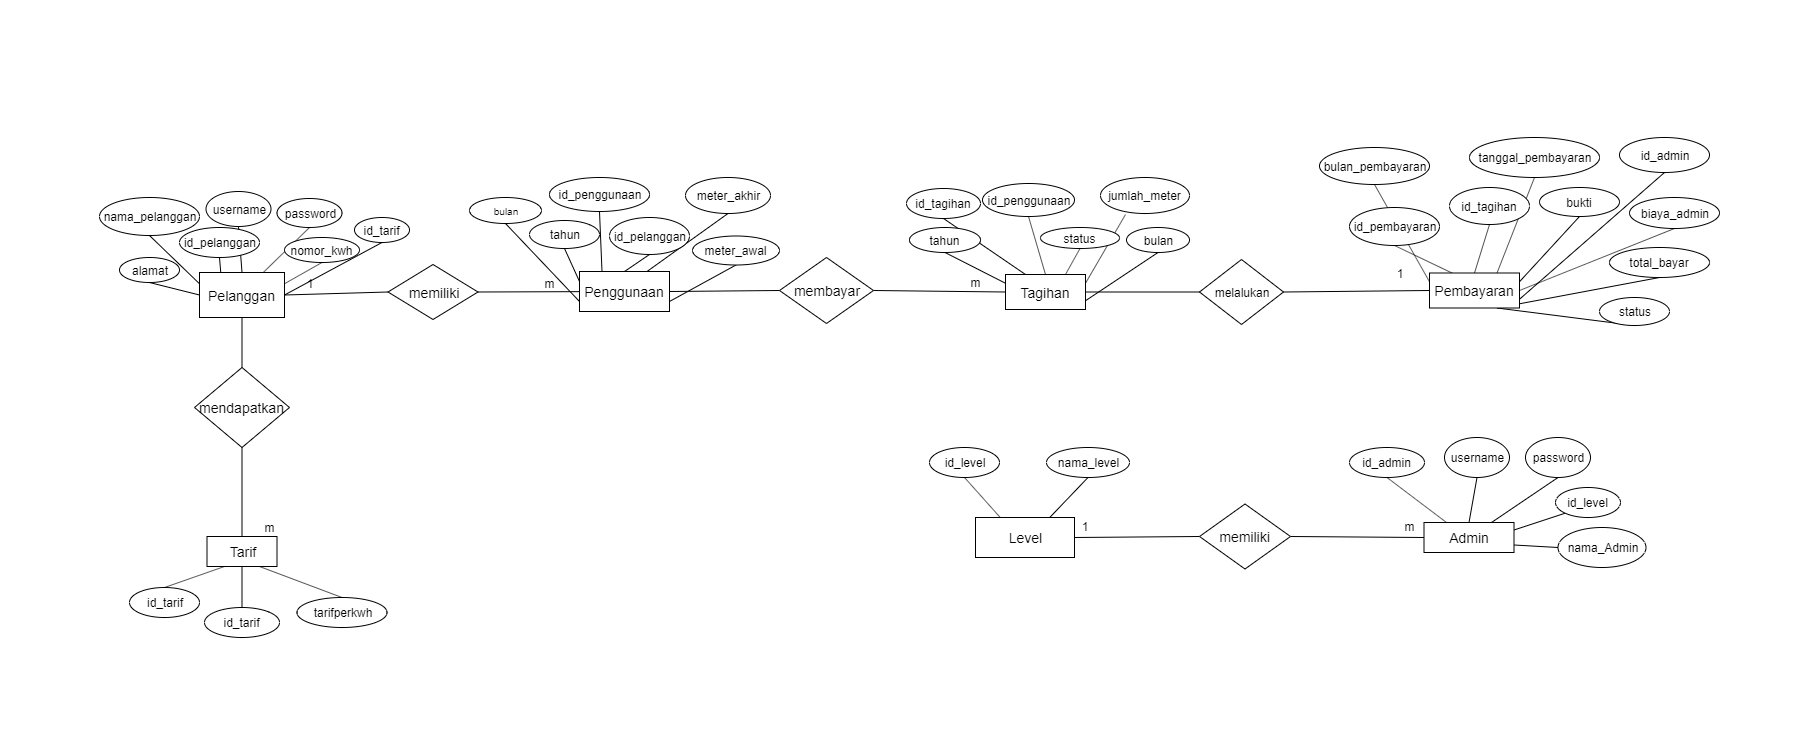 nama_pelanggan
username
password
id_tarif
id_pelanggan
nomor_kwh
alamat
Pelanggan
1
memiliki
m
bulan
id_penggunaan
meter_akhir
tahun
id_pelanggan
meter_awal
Penggunaan
membayar
m
id_tagihan
id_penggunaan
jumlah_meter
tahun
status
bulan
Tagihan
melalukan
1
bulan_pembayaran
tanggal_pembayaran
id_admin
id_pembayaran
id_tagihan
bukti
biaya_admin
total_bayar
status
Pembayaran
mendapatkan
m
Tarif
id_tarif
id_tarif
tarifperkwh
id_level
nama_level
Level
1
memiliki
m
id_admin
username
password
id_level
nama_Admin
Admin